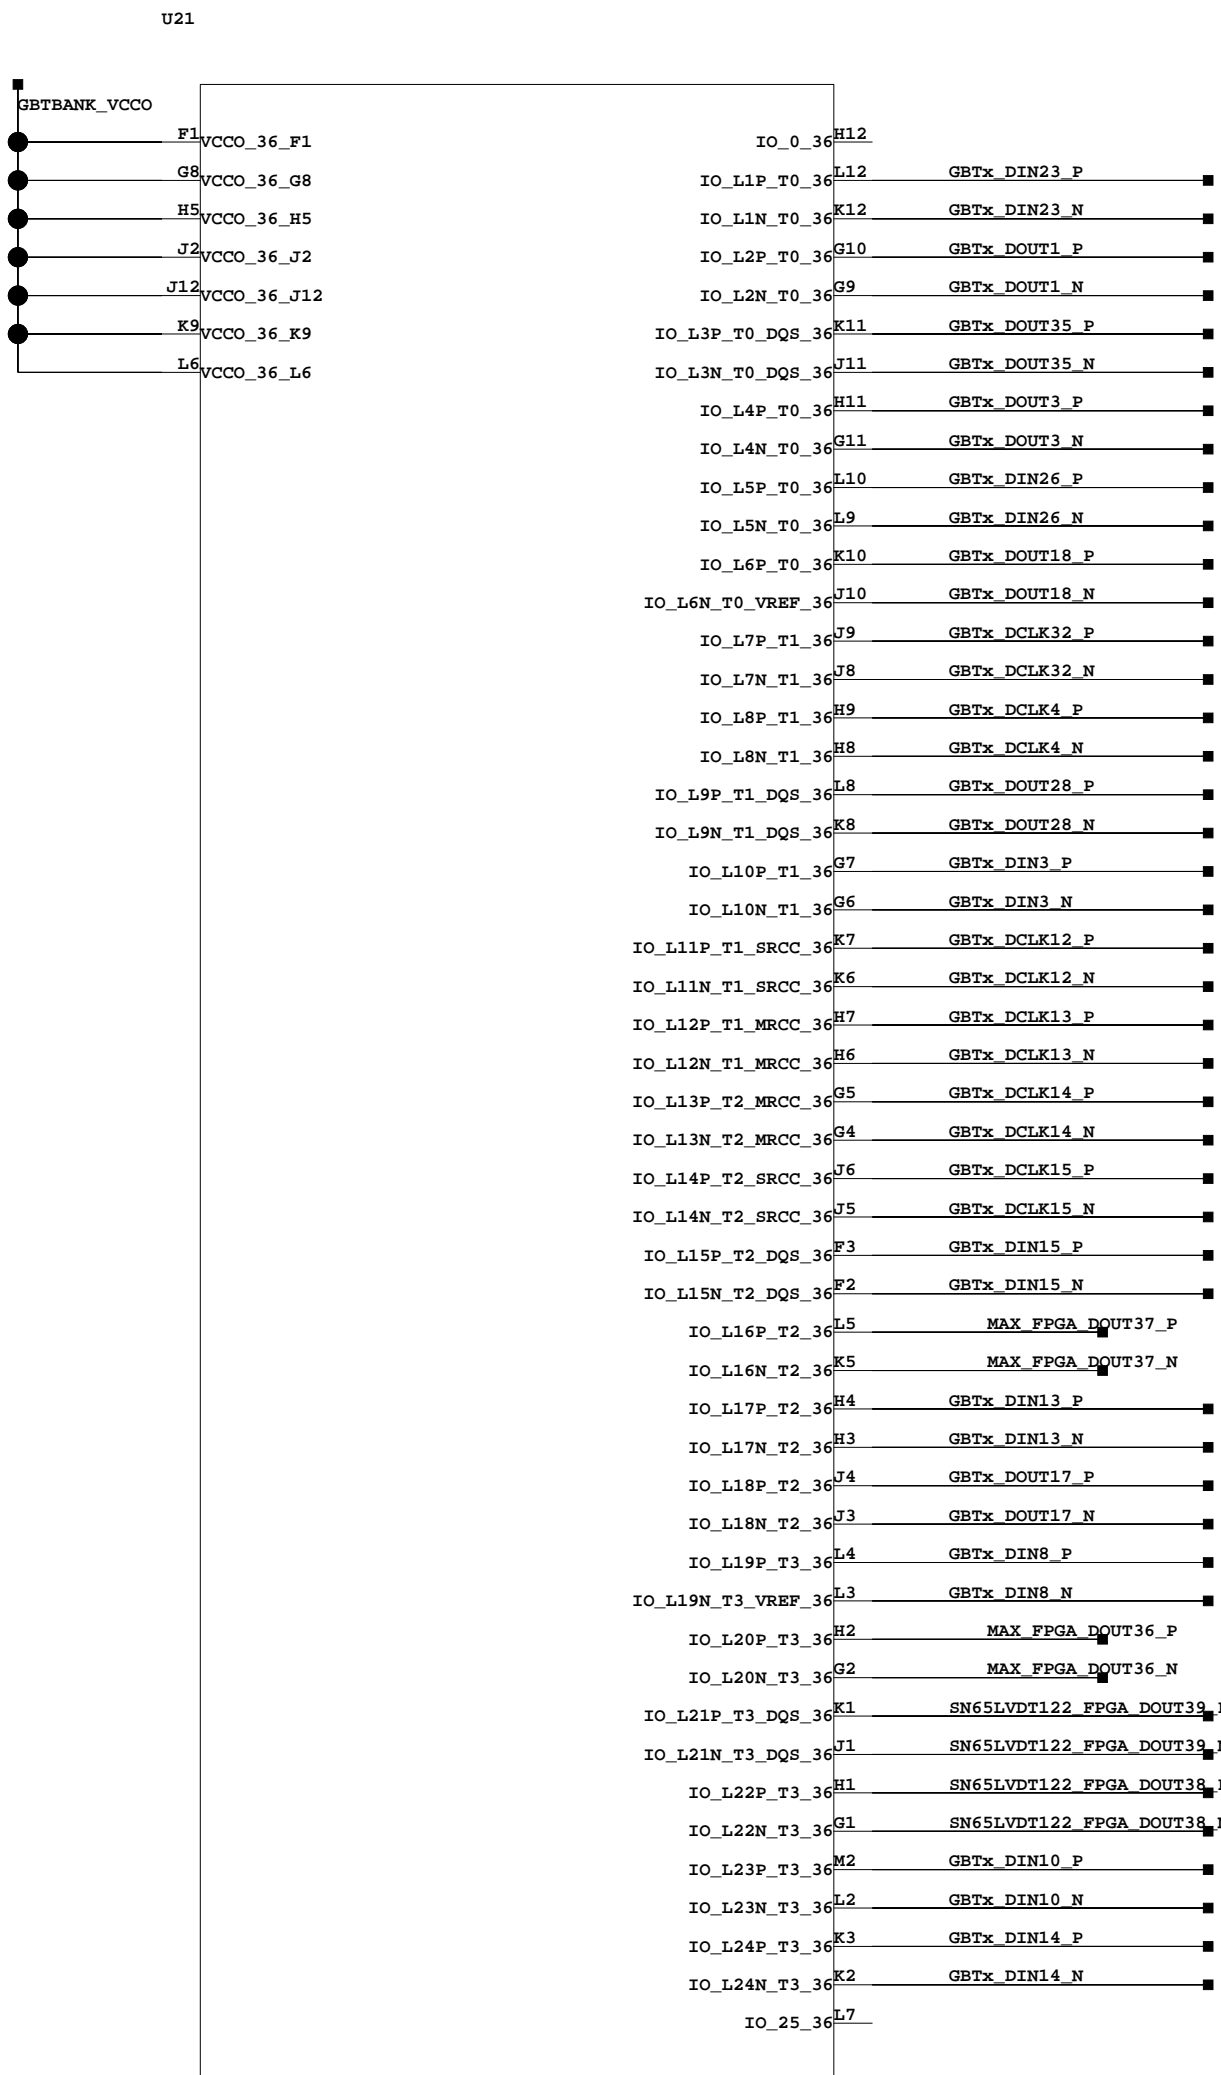 U21
GBTBANK_VCCO
F1 VCCO_36_F1 IO_0_36 H12
G8 VCCO_36_G8 IO_L1P_T0_36 L12 GBTx_DIN23_P
H5 VCCO_36_H5 IO_L1N_T0_36 K12 GBTx_DIN23_N
J2 VCCO_36_J2 IO_L2P_T0_36 G10 GBTx_DOUT1_P
J12 VCCO_36_J12 IO_L2N_T0_36 G9 GBTx_DOUT1_N
K9 VCCO_36_K9 IO_L3P_T0_DQS_36 K11 GBTx_DOUT35_P
L6 VCCO_36_L6 IO_L3N_T0_DQS_36 J11 GBTx_DOUT35_N
IO_L4P_T0_36 H11 GBTx_DOUT3_P
IO_L4N_T0_36 G11 GBTx_DOUT3_N
IO_L5P_T0_36 L10 GBTx_DIN26_P
IO_L5N_T0_36 L9 GBTx_DIN26_N
IO_L6P_T0_36 K10 GBTx_DOUT18_P
IO_L6N_T0_VREF_36 J10 GBTx_DOUT18_N
IO_L7P_T1_36 J9 GBTx_DCLK32_P
IO_L7N_T1_36 J8 GBTx_DCLK32_N
IO_L8P_T1_36 H9 GBTx_DCLK4_P
IO_L8N_T1_36 H8 GBTx_DCLK4_N
IO_L9P_T1_DQS_36 L8 GBTx_DOUT28_P
IO_L9N_T1_DQS_36 K8 GBTx_DOUT28_N
IO_L10P_T1_36 G7 GBTx_DIN3_P
IO_L10N_T1_36 G6 GBTx_DIN3_N
IO_L11P_T1_SRCC_36 K7 GBTx_DCLK12_P
IO_L11N_T1_SRCC_36 K6 GBTx_DCLK12_N
IO_L12P_T1_MRCC_36 H7 GBTx_DCLK13_P
IO_L12N_T1_MRCC_36 H6 GBTx_DCLK13_N
IO_L13P_T2_MRCC_36 G5 GBTx_DCLK14_P
IO_L13N_T2_MRCC_36 G4 GBTx_DCLK14_N
IO_L14P_T2_SRCC_36 J6 GBTx_DCLK15_P
IO_L14N_T2_SRCC_36 J5 GBTx_DCLK15_N
IO_L15P_T2_DQS_36 F3 GBTx_DIN15_P
IO_L15N_T2_DQS_36 F2 GBTx_DIN15_N
IO_L16P_T2_36 L5 MAX_FPGA_DOUT37_P
IO_L16N_T2_36 K5 MAX_FPGA_DOUT37_N
IO_L17P_T2_36 H4 GBTx_DIN13_P
IO_L17N_T2_36 H3 GBTx_DIN13_N
IO_L18P_T2_36 J4 GBTx_DOUT17_P
IO_L18N_T2_36 J3 GBTx_DOUT17_N
IO_L19P_T3_36 L4 GBTx_DIN8_P
IO_L19N_T3_VREF_36 L3 GBTx_DIN8_N
IO_L20P_T3_36 H2 MAX_FPGA_DOUT36_P
IO_L20N_T3_36 G2 MAX_FPGA_DOUT36_N
IO_L21P_T3_DQS_36 K1 SN65LVDT122_FPGA_DOUT39_
IO_L21N_T3_DQS_36 J1 SN65LVDT122_FPGA_DOUT39_
IO_L22P_T3_36 H1 SN65LVDT122_FPGA_DOUT38_
IO_L22N_T3_36 G1 SN65LVDT122_FPGA_DOUT38_
IO_L23P_T3_36 M2 GBTx_DIN10_P
IO_L23N_T3_36 L2 GBTx_DIN10_N
IO_L24P_T3_36 K3 GBTx_DIN14_P
IO_L24N_T3_36 K2 GBTx_DIN14_N
IO_25_36 L7